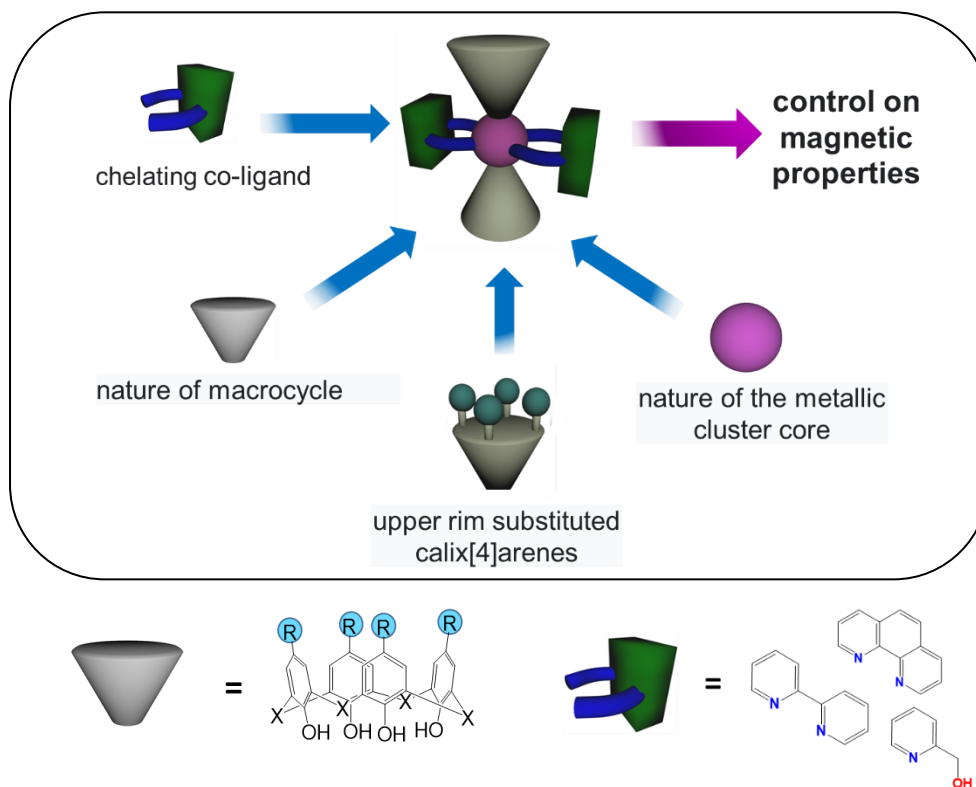 control on
magnetic
properties
chelating co-ligand
nature of macrocycle
nature of the metallic
cluster core
upper rim substituted
calix[4]arenes
R R R R
X X X X
OH OH OH HO
=
=
N
N
N
N
N
OH